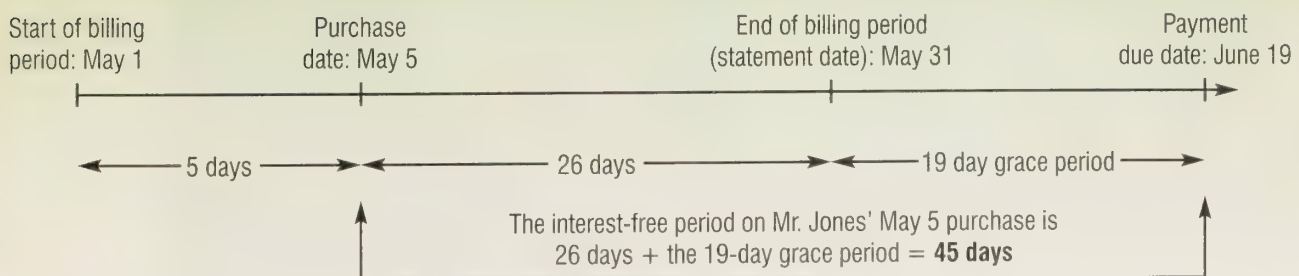 Start of billing
period: May 1
Purchase
date: May 5
End of billing period
(statement date): May 31
Payment
due date: June 19
5 days
26 days
19 day grace period
The interest-free period on Mr. Jones' May 5 purchase is
26 days + the 19-day grace period = 45 days